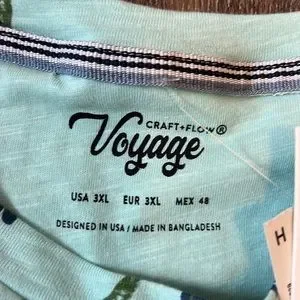 CRAFT+FLOW®
Voyage
USA 3XL EUR 3XL MEX 48
DESIGNED IN USA / MADE IN BANGLADESH
H